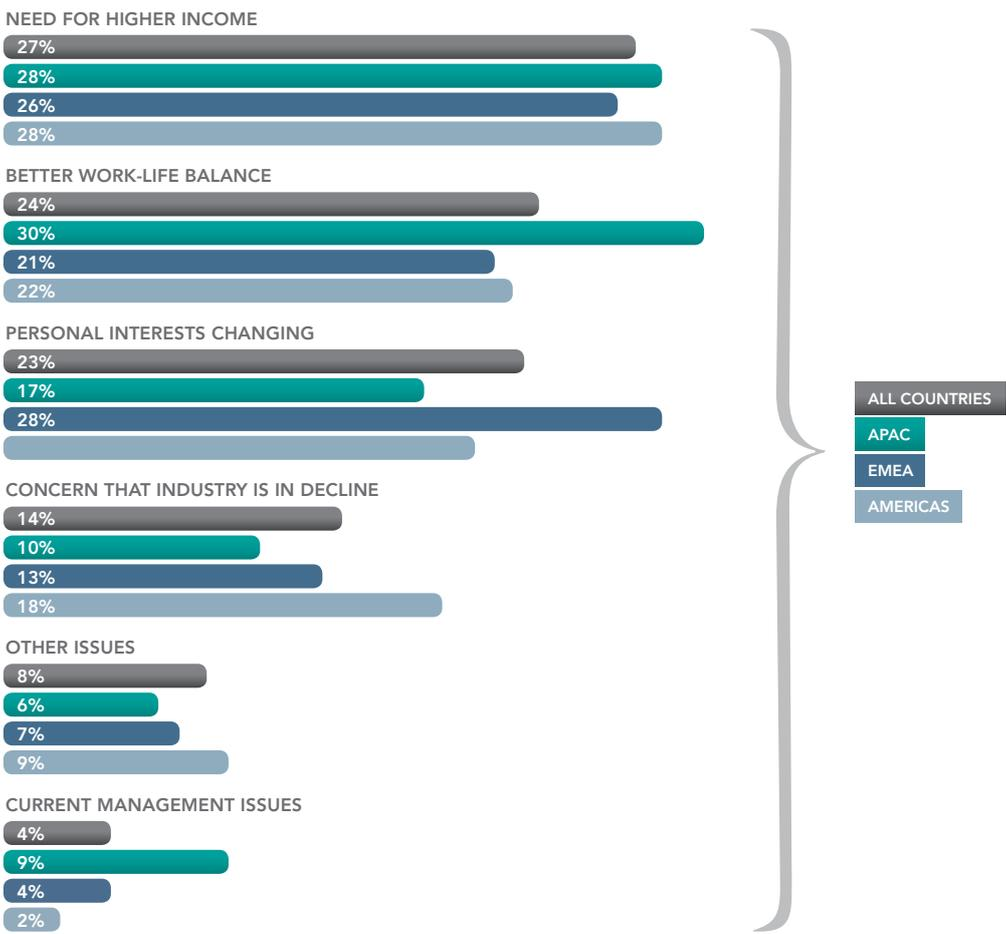 NEED FOR HIGHER INCOME
27%
28%
26%
28%
BETTER WORK-LIFE BALANCE
24%
30%
21%
22%
PERSONAL INTERESTS CHANGING
23%
17%
28%
CONCERN THAT INDUSTRY IS IN DECLINE
14%
10%
13%
18%
OTHER ISSUES
8%
6%
7%
9%
CURRENT MANAGEMENT ISSUES
4%
9%
4%
2%
ALL COUNTRIES
APAC
EMEA
AMERICAS